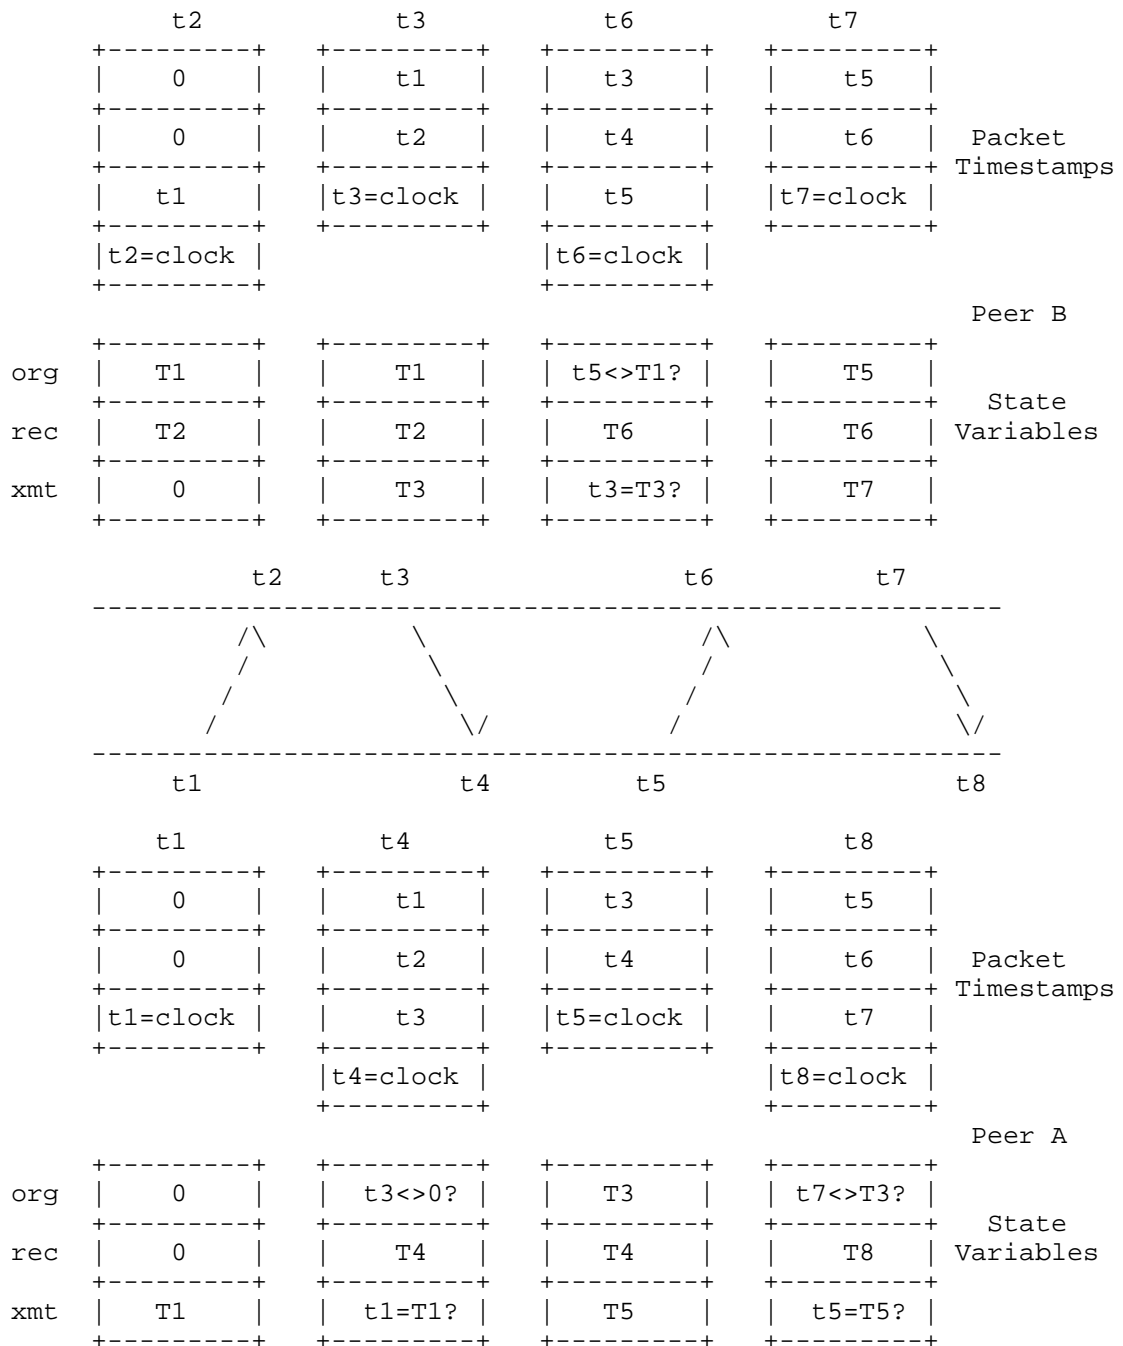 t2            t3            t6            t7
     +---------+   +---------+   +---------+   +---------+
     |    0    |   |    t1   |   |   t3    |   |    t5   |
     +---------+   +---------+   +---------+   +---------+
     |    0    |   |    t2   |   |   t4    |   |    t6   |  Packet
     +---------+   +---------+   +---------+   +---------+ Timestamps
     |   t1    |   |t3=clock |   |   t5    |   |t7=clock |
     +---------+   +---------+   +---------+   +---------+
     |t2=clock |                 |t6=clock |
     +---------+                 +---------+
                                                            Peer B
     +---------+   +---------+   +---------+   +---------+
org  |   T1    |   |    T1   |   | t5<>T1? |   |    T5   |
     +---------+   +---------+   +---------+   +---------+   State
rec  |   T2    |   |    T2   |   |   T6    |   |    T6   | Variables
     +---------+   +---------+   +---------+   +---------+
xmt  |    0    |   |    T3   |   |  t3=T3? |   |    T7   |
     +---------+   +---------+   +---------+   +---------+

               t2      t3                 t6          t7
     ---------------------------------------------------------
              /\         \                 /\            \
              /           \                /              \
             /             \              /                \
            /               \/           /                 \/
     ---------------------------------------------------------
          t1                t4         t5                  t8

         t1            t4            t5             t8
     +---------+   +---------+   +---------+   +---------+
     |    0    |   |    t1   |   |   t3    |   |    t5   |
     +---------+   +---------+   +---------+   +---------+
     |    0    |   |    t2   |   |   t4    |   |    t6   |  Packet
     +---------+   +---------+   +---------+   +---------+ Timestamps
     |t1=clock |   |    t3   |   |t5=clock |   |    t7   |
     +---------+   +---------+   +---------+   +---------+
                   |t4=clock |                 |t8=clock |
                   +---------+                 +---------+
                                                            Peer A
     +---------+   +---------+   +---------+   +---------+
org  |    0    |   |  t3<>0? |   |   T3    |   | t7<>T3? |
     +---------+   +---------+   +---------+   +---------+   State
rec  |    0    |   |    T4   |   |   T4    |   |    T8   | Variables
     +---------+   +---------+   +---------+   +---------+
xmt  |   T1    |   |  t1=T1? |   |   T5    |   |  t5=T5? |
     +---------+   +---------+   +---------+   +---------+